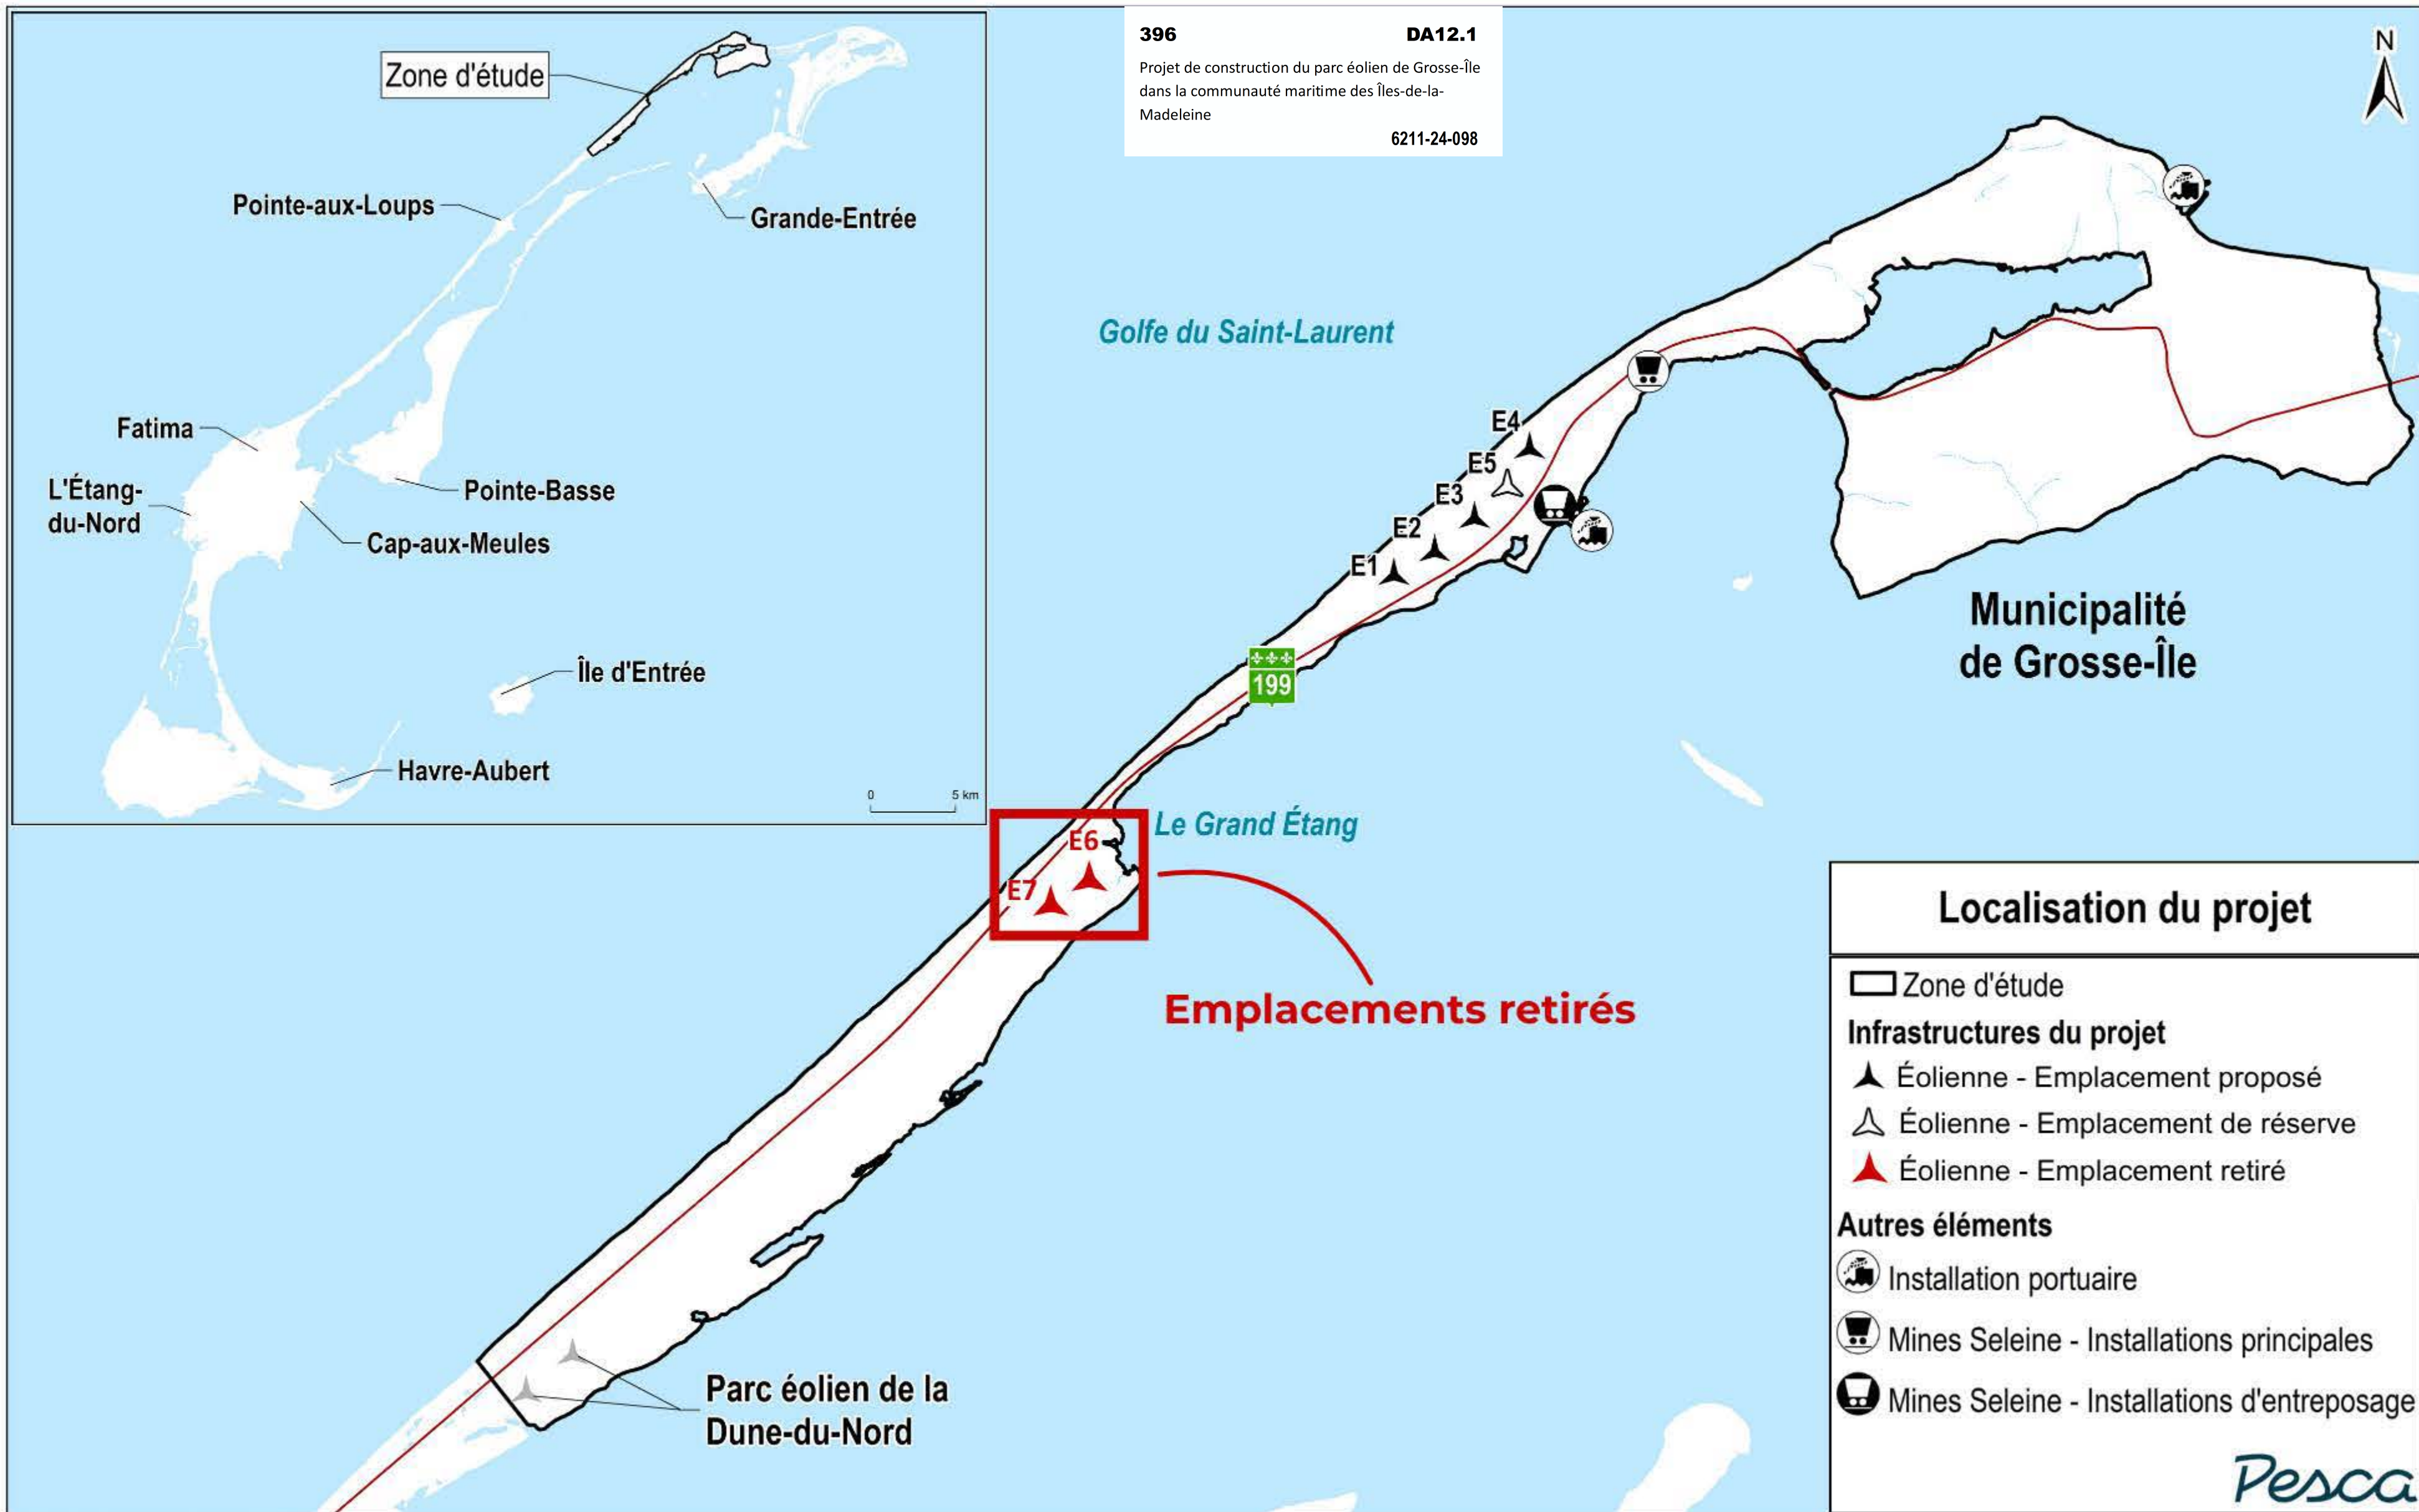 396 DA12.1
Projet de construction du parc éolien de Grosse-Île
dans la communauté maritime des Îles-de-la-
Madeleine
6211-24-098
N
Zone d'étude
Pointe-aux-Loups
Grande-Entrée
Fatima
L'Étang-
du-Nord
Pointe-Basse
Cap-aux-Meules
Île d'Entrée
Havre-Aubert
0 5 km
Golfe du Saint-Laurent
E4
E5
E3
E2
E1
199
Municipalité
de Grosse-Île
Le Grand Étang
E6
E7
Emplacements retirés
Parc éolien de la
Dune-du-Nord
Localisation du projet
Zone d'étude
Infrastructures du projet
Éolienne - Emplacement proposé
Éolienne - Emplacement de réserve
Éolienne - Emplacement retiré
Autres éléments
Installation portuaire
Mines Seleine - Installations principales
Mines Seleine - Installations d'entreposage
Pesca